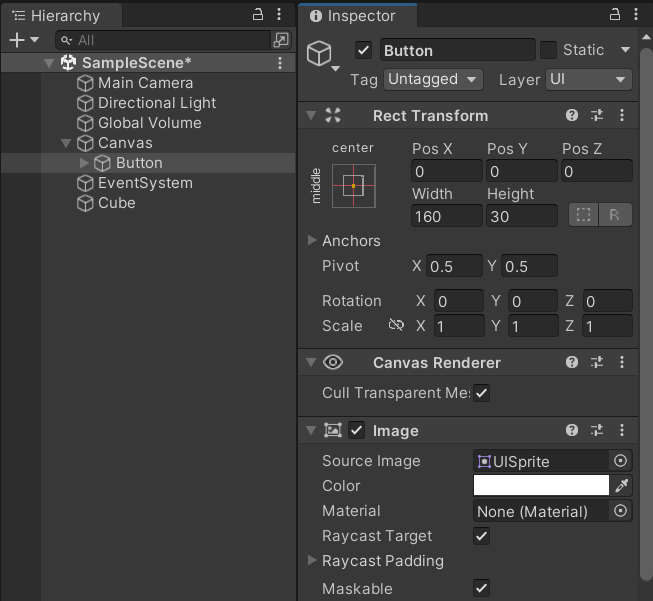 Hierarchy
All
SampleScene*
Main Camera
Directional Light
Global Volume
Canvas
Button
EventSystem
Cube
Inspector
Button
Static
Tag Untagged Layer UI
Rect Transform
center
middle
Pos X Pos Y Pos Z
0 0 0
Width Height
160 30 R
Anchors
Pivot X 0.5 Y 0.5
Rotation X 0 Y 0 Z 0
Scale X 1 Y 1 Z 1
Canvas Renderer
Cull Transparent Me
Image
Source Image UISprite
Color
Material None (Material)
Raycast Target
Raycast Padding
Maskable